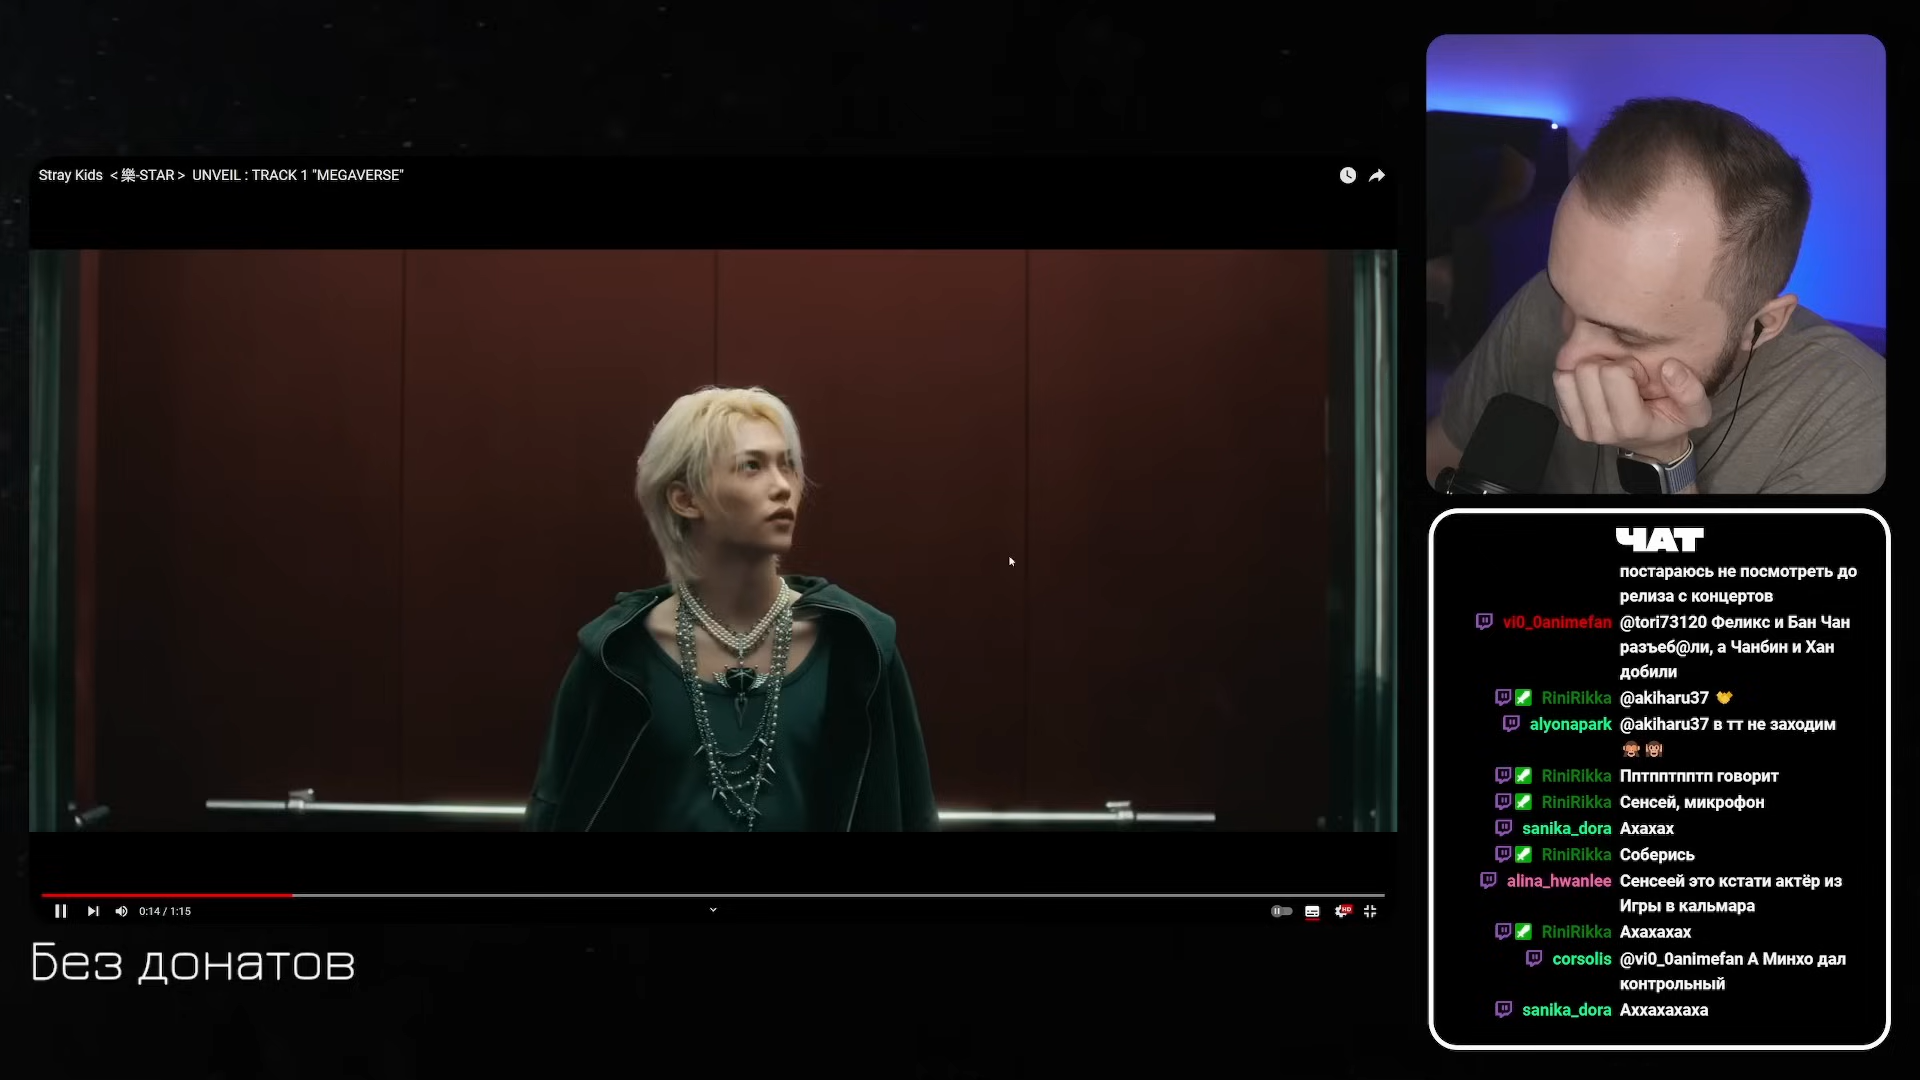 Stray Kids <樂-STAR> UNVEIL : TRACK 1 "MEGAVERSE"
0:14 / 1:15
HD
Без донатов
ЧАТ
постараюсь не посмотреть до
релиза с концертов
vi0_0animefan @tori73120 Феликс и Бан Чан
разъеб@ли, а Чанбин и Хан
добили
RiniRikka @akiharu37
alyonapark @akiharu37 в тт не заходим
RiniRikka Пптпптпптп говорит
RiniRikka Сенсей, микрофон
sanika_dora Ахахах
RiniRikka Соберись
alina_hwanlee Сенсеей это кстати актёр из
Игры в кальмара
RiniRikka Ахахахах
corsolis @vi0_0animefan А Минхо дал
контрольный
sanika_dora Аххахахаха